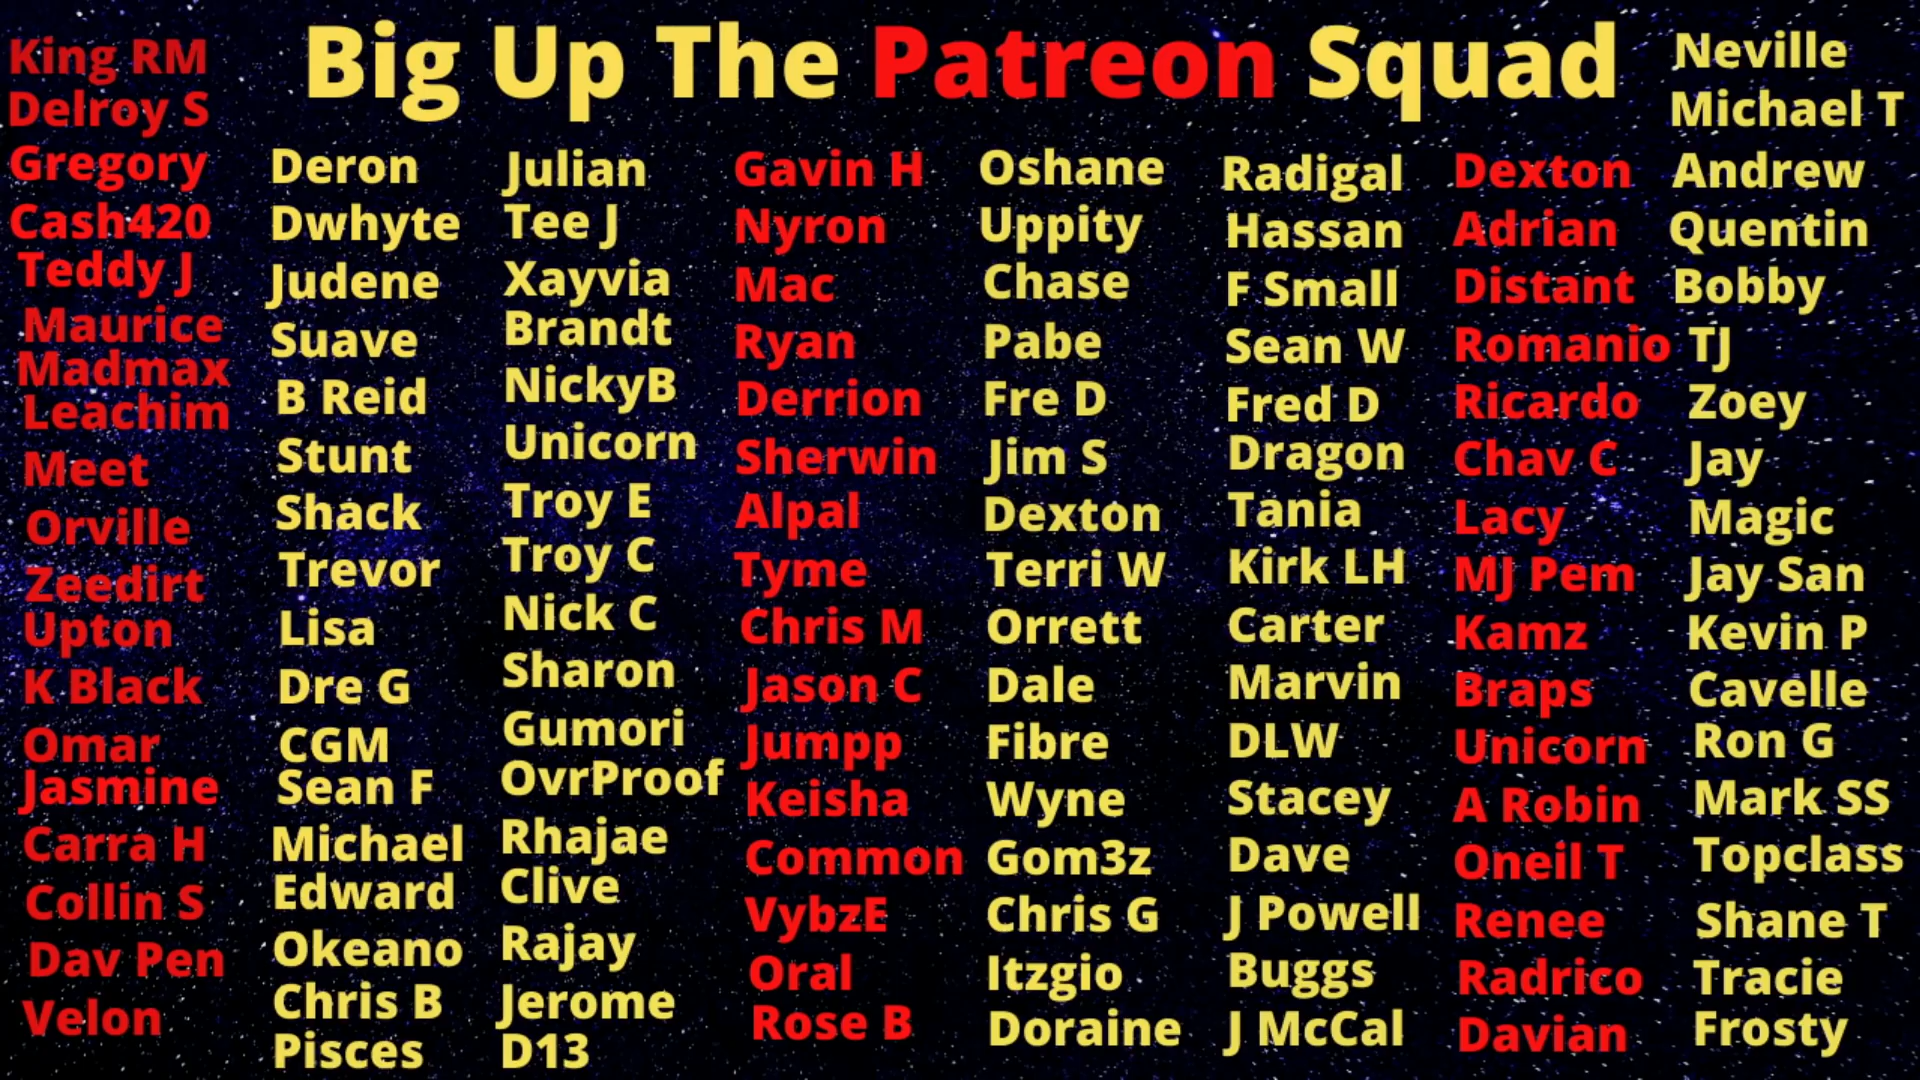 Big Up The Patreon Squad
King RM
Delroy S
Gregory
Cash420
Teddy J
Maurice
Madmax
Leachim
Meet
Orville
Zeedirt
Upton
K Black
Omar
Jasmine
Carra H
Collin S
Dav Pen
Velon
Deron
Dwhyte
Judene
Suave
B Reid
Stunt
Shack
Trevor
Lisa
Dre G
CGM
Sean F
Michael
Edward
Okeano
Chris B
Pisces
Julian
Tee J
Xayvia
Brandt
NickyB
Unicorn
Troy E
Troy C
Nick C
Sharon
Gumori
OvrProof
Rhajae
Clive
Rajay
Jerome
D13
Gavin H
Nyron
Mac
Ryan
Derrion
Sherwin
Alpal
Tyme
Chris M
Jason C
Jumpp
Keisha
Common
VybzE
Oral
Rose B
Oshane
Uppity
Chase
Pabe
Fre D
Jim S
Dexton
Terri W
Orrett
Dale
Fibre
Wyne
Gom3z
Chris G
Itzgio
Doraine
Radigal
Hassan
F Small
Sean W
Fred D
Dragon
Tania
Kirk LH
Carter
Marvin
DLW
Stacey
Dave
J Powell
Buggs
J McCal
Dexton
Adrian
Distant
Romanio
Ricardo
Chav C
Lacy
MJ Pem
Kamz
Braps
Unicorn
A Robin
Oneil T
Renee
Radrico
Davian
Neville
Michael T
Andrew
Quentin
Bobby
TJ
Zoey
Jay
Magic
Jay San
Kevin P
Cavelle
Ron G
Mark SS
Topclass
Shane T
Tracie
Frosty